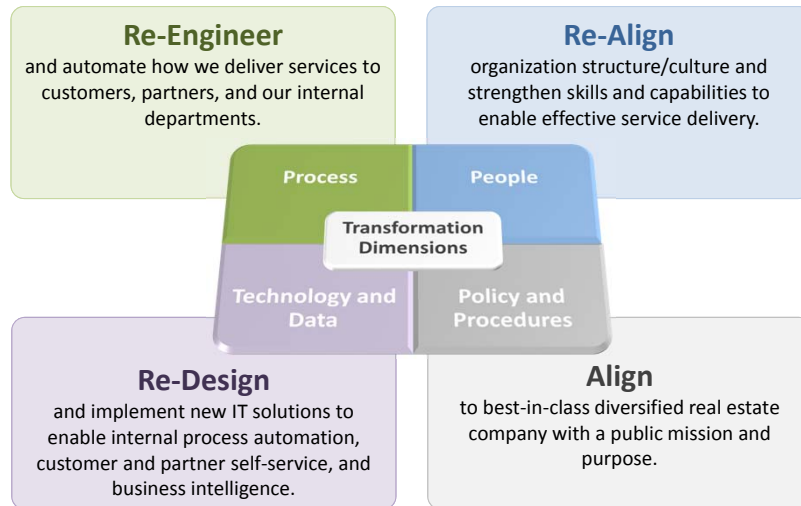 Re-Engineer
and automate how we deliver services to
customers, partners, and our internal
departments.
Re-Align
organization structure/culture and
strengthen skills and capabilities to
enable effective service delivery.
Process
People
Transformation
Dimensions
Technology and
Data
Policy and
Procedures
Re-Design
and implement new IT solutions to
enable internal process automation,
customer and partner self-service, and
business intelligence.
Align
to best-in-class diversified real estate
company with a public mission and
purpose.